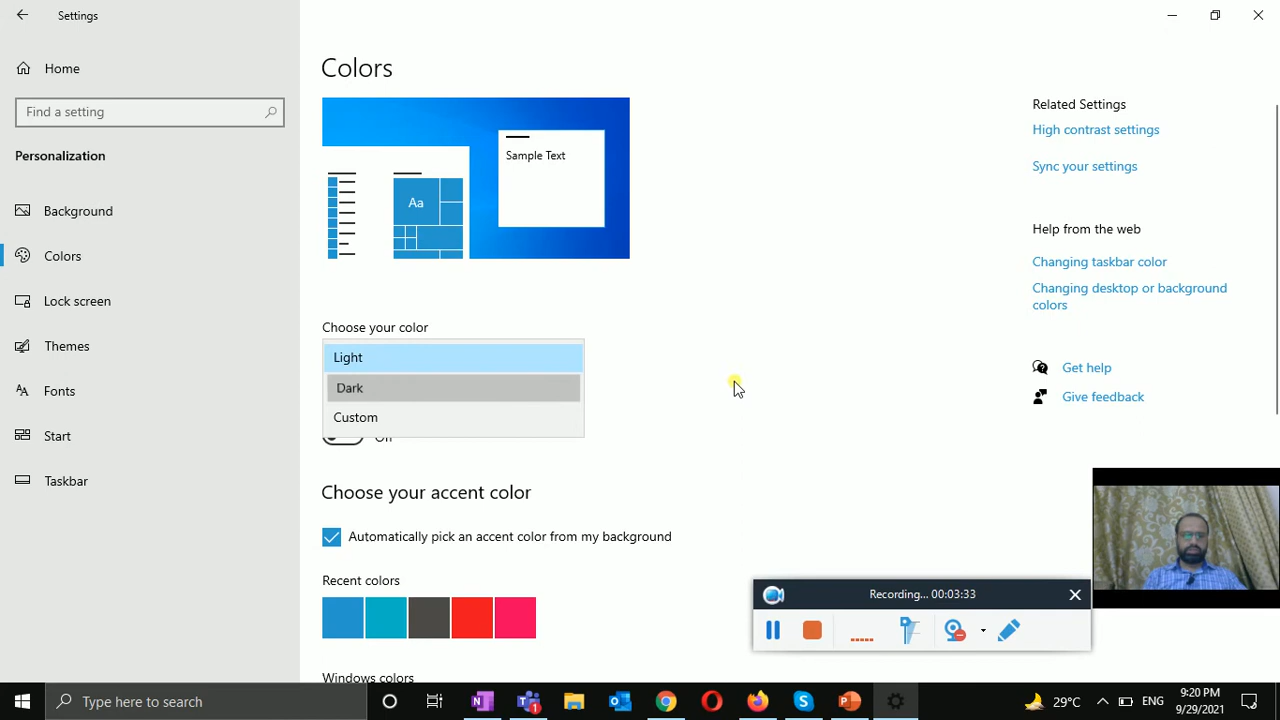 Settings
Home
Find a setting
Personalization
Background
Colors
Lock screen
Themes
Fonts
Start
Taskbar
Colors
Sample Text
Aa
Choose your color
Light
Dark
Custom
Choose your accent color
Automatically pick an accent color from my background
Recent colors
Windows colors
Related Settings
High contrast settings
Sync your settings
Help from the web
Changing taskbar color
Changing desktop or background
colors
Get help
Give feedback
Recording... 00:03:33
Type here to search
29°C
ENG
9:20 PM
9/29/2021